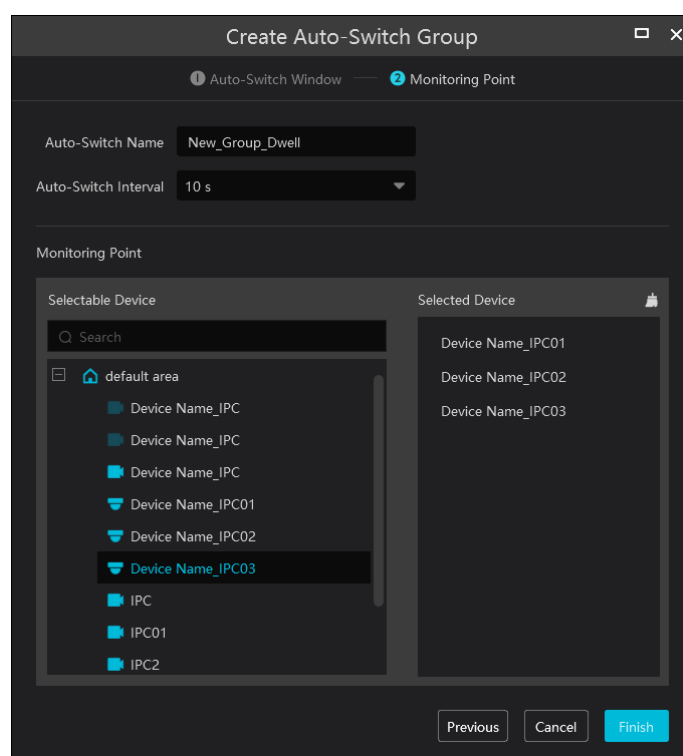 Create Auto-Switch Group
1 Auto-Switch Window
2 Monitoring Point
Auto-Switch Name New_Group_Dwell
Auto-Switch Interval 10 s
Monitoring Point
Selectable Device
Search
default area
Device Name_IPC
Device Name_IPC
Device Name_IPC
Device Name_IPC01
Device Name_IPC02
Device Name_IPC03
IPC
IPC01
IPC2
Selected Device
Device Name_IPC01
Device Name_IPC02
Device Name_IPC03
Previous
Cancel
Finish